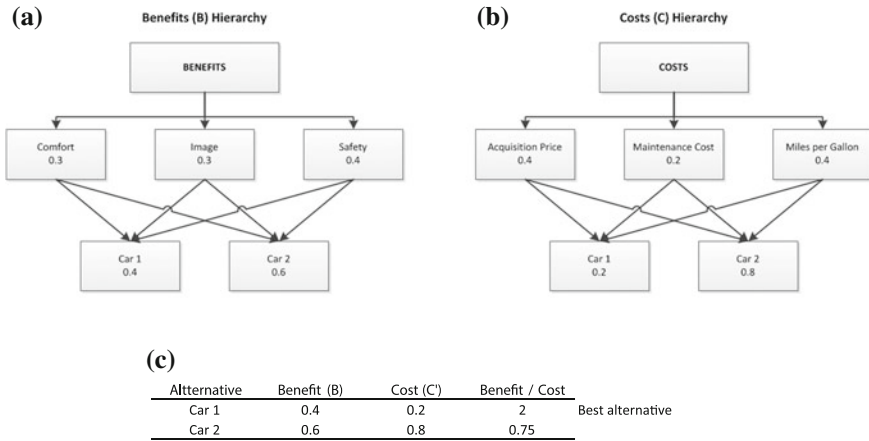 (a)
Benefits (B) Hierarchy
BENEFITS
Comfort
0.3
Image
0.3
Safety
0.4
Car 1
0.4
Car 2
0.6
(b)
Costs (C) Hierarchy
COSTS
Acquisition Price
0.4
Maintenance Cost
0.2
Miles per Gallon
0.4
Car 1
0.2
Car 2
0.8
(c)
Altternative Benefit (B) Cost (C') Benefit / Cost
Car 1 0.4 0.2 2 Best alternative
Car 2 0.6 0.8 0.75